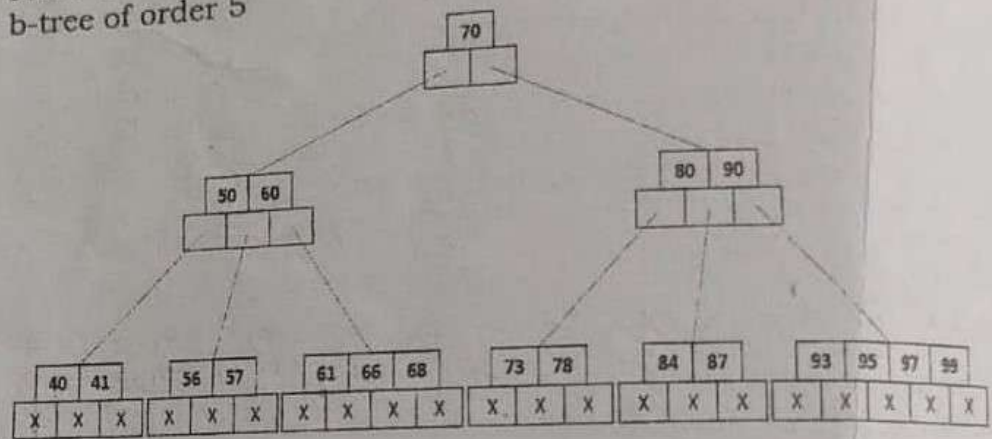 b-tree of order 5
70
50 60
80 90
40 41
56 57
61 66 68
73 78
84 87
93 95 97 99
X X X
X X X
X X X X
X X X
X X X
X X X X X